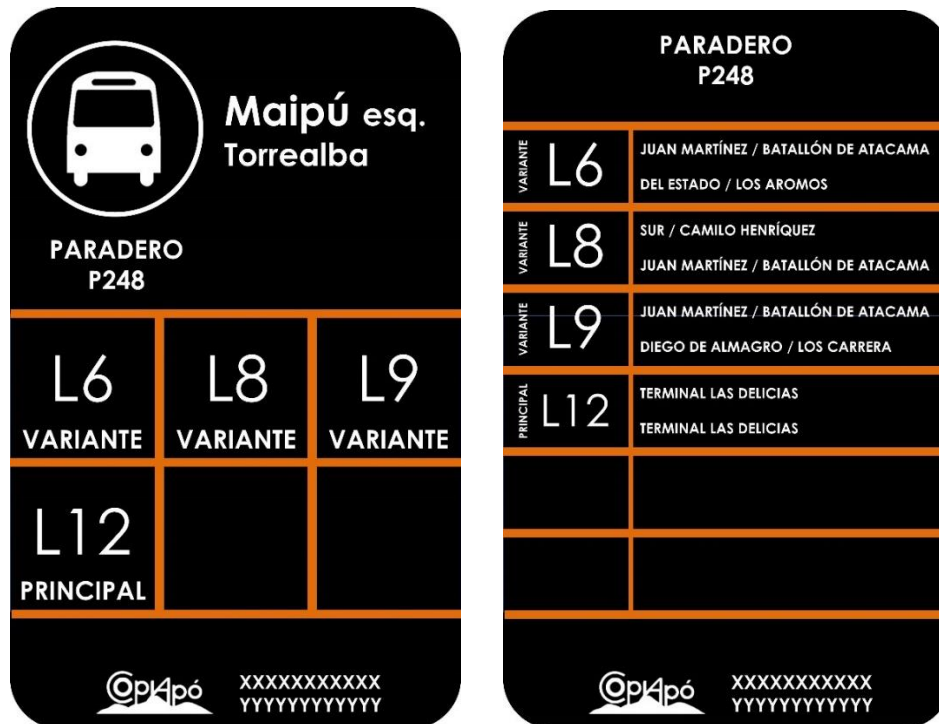 Maipú esq.
Torrealba
PARADERO
P248
L6
VARIANTE
L8
VARIANTE
L9
VARIANTE
L12
PRINCIPAL
Copiapó
XXXXXXXXXXX
YYYYYYYYYYYY
PARADERO
P248
VARIANTE
L6
JUAN MARTÍNEZ / BATALLÓN DE ATACAMA
DEL ESTADO / LOS AROMOS
VARIANTE
L8
SUR / CAMILO HENRÍQUEZ
JUAN MARTÍNEZ / BATALLÓN DE ATACAMA
VARIANTE
L9
JUAN MARTÍNEZ / BATALLÓN DE ATACAMA
DIEGO DE ALMAGRO / LOS CARRERA
PRINCIPAL
L12
TERMINAL LAS DELICIAS
TERMINAL LAS DELICIAS
Copiapó
XXXXXXXXXXX
YYYYYYYYYYYY